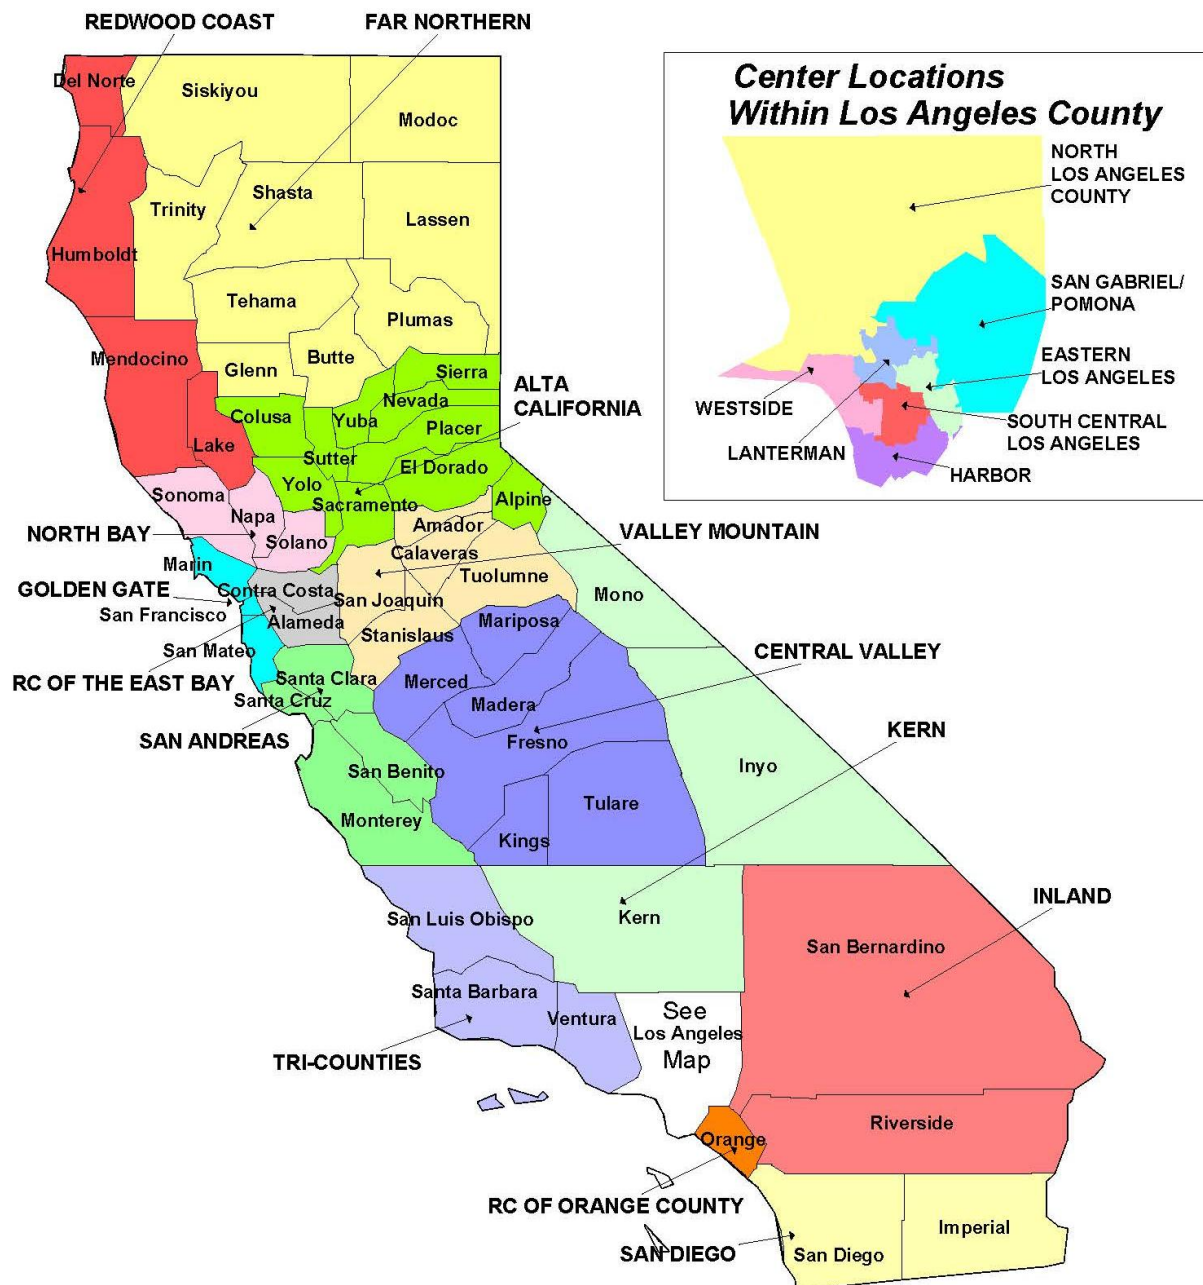 REDWOOD COAST
FAR NORTHERN
Center Locations
Within Los Angeles County
NORTH
LOS ANGELES
COUNTY
SAN GABRIEL/
POMONA
EASTERN
LOS ANGELES
WESTSIDE
SOUTH CENTRAL
LOS ANGELES
LANTERMAN
HARBOR
Del Norte
Siskiyou
Modoc
Shasta
Trinity
Lassen
Humboldt
Tehama
Plumas
Mendocino
Butte
Glenn
Sierra
ALTA
CALIFORNIA
Nevada
Colusa
Yuba
Placer
Lake
Sutter
El Dorado
Yolo
Sonoma
Sacramento
Alpine
Napa
Amador
NORTH BAY
Solano
VALLEY MOUNTAIN
Calaveras
Marin
Tuolumne
GOLDEN GATE
Contra Costa
San Joaquin
Mono
San Francisco
Alameda
Mariposa
Stanislaus
San Mateo
CENTRAL VALLEY
RC OF THE EAST BAY
Santa Clara
Merced
Santa Cruz
Madera
KERN
SAN ANDREAS
Fresno
San Benito
Inyo
Tulare
Monterey
Kings
INLAND
San Luis Obispo
Kern
San Bernardino
Santa Barbara
Ventura
See
Los Angeles
Map
TRI-COUNTIES
Riverside
Orange
RC OF ORANGE COUNTY
Imperial
SAN DIEGO
San Diego